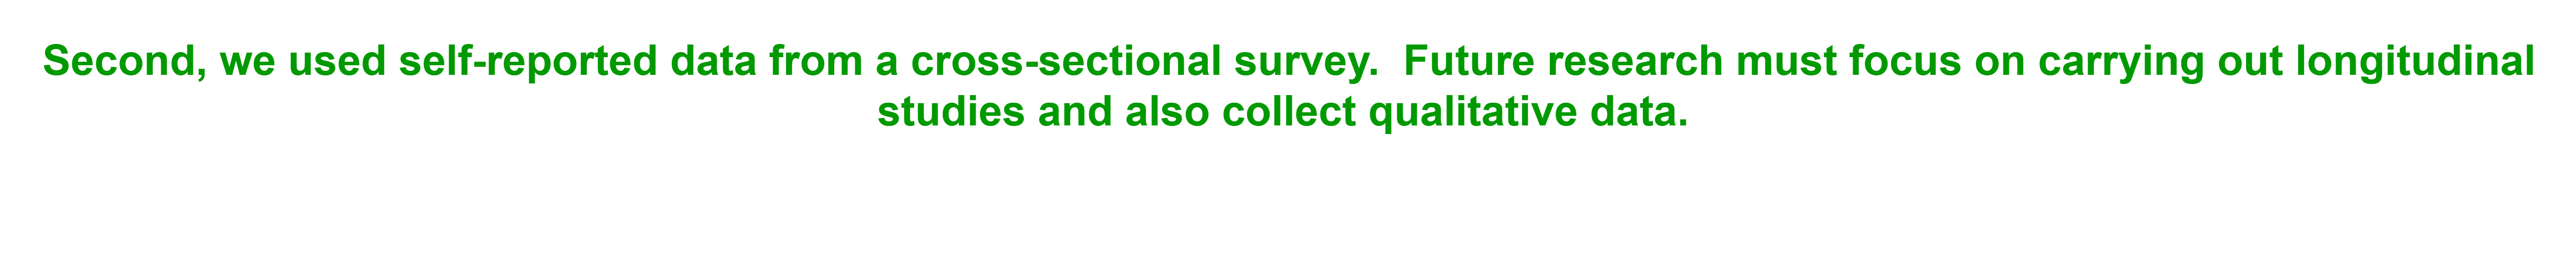 Second, we used self-reported data from a cross-sectional survey.  Future research must focus on carrying out longitudinal
studies and also collect qualitative data.